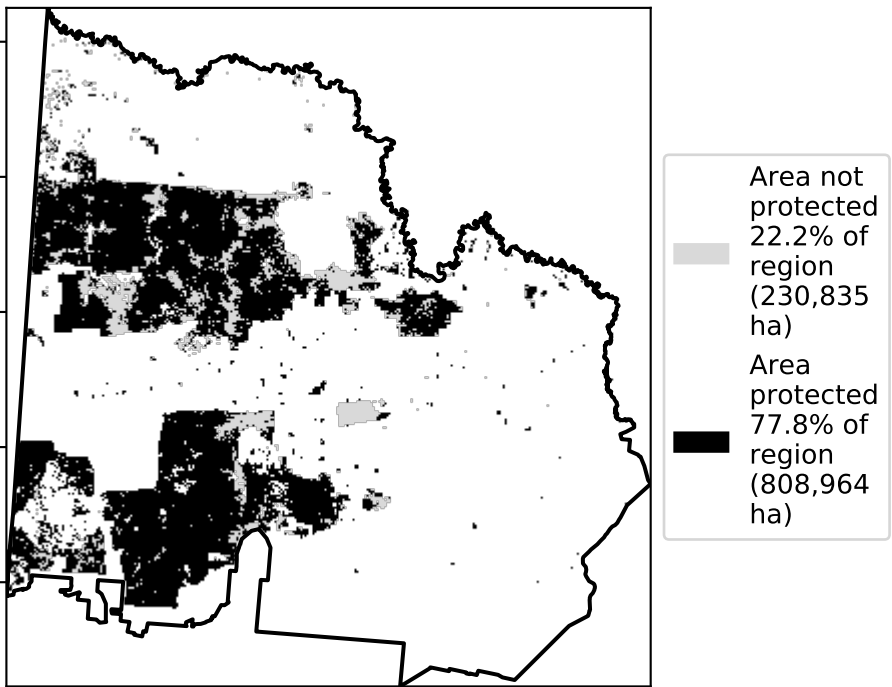 Area not
protected
22.2% of
region
(230,835
ha)
Area
protected
77.8% of
region
(808,964
ha)